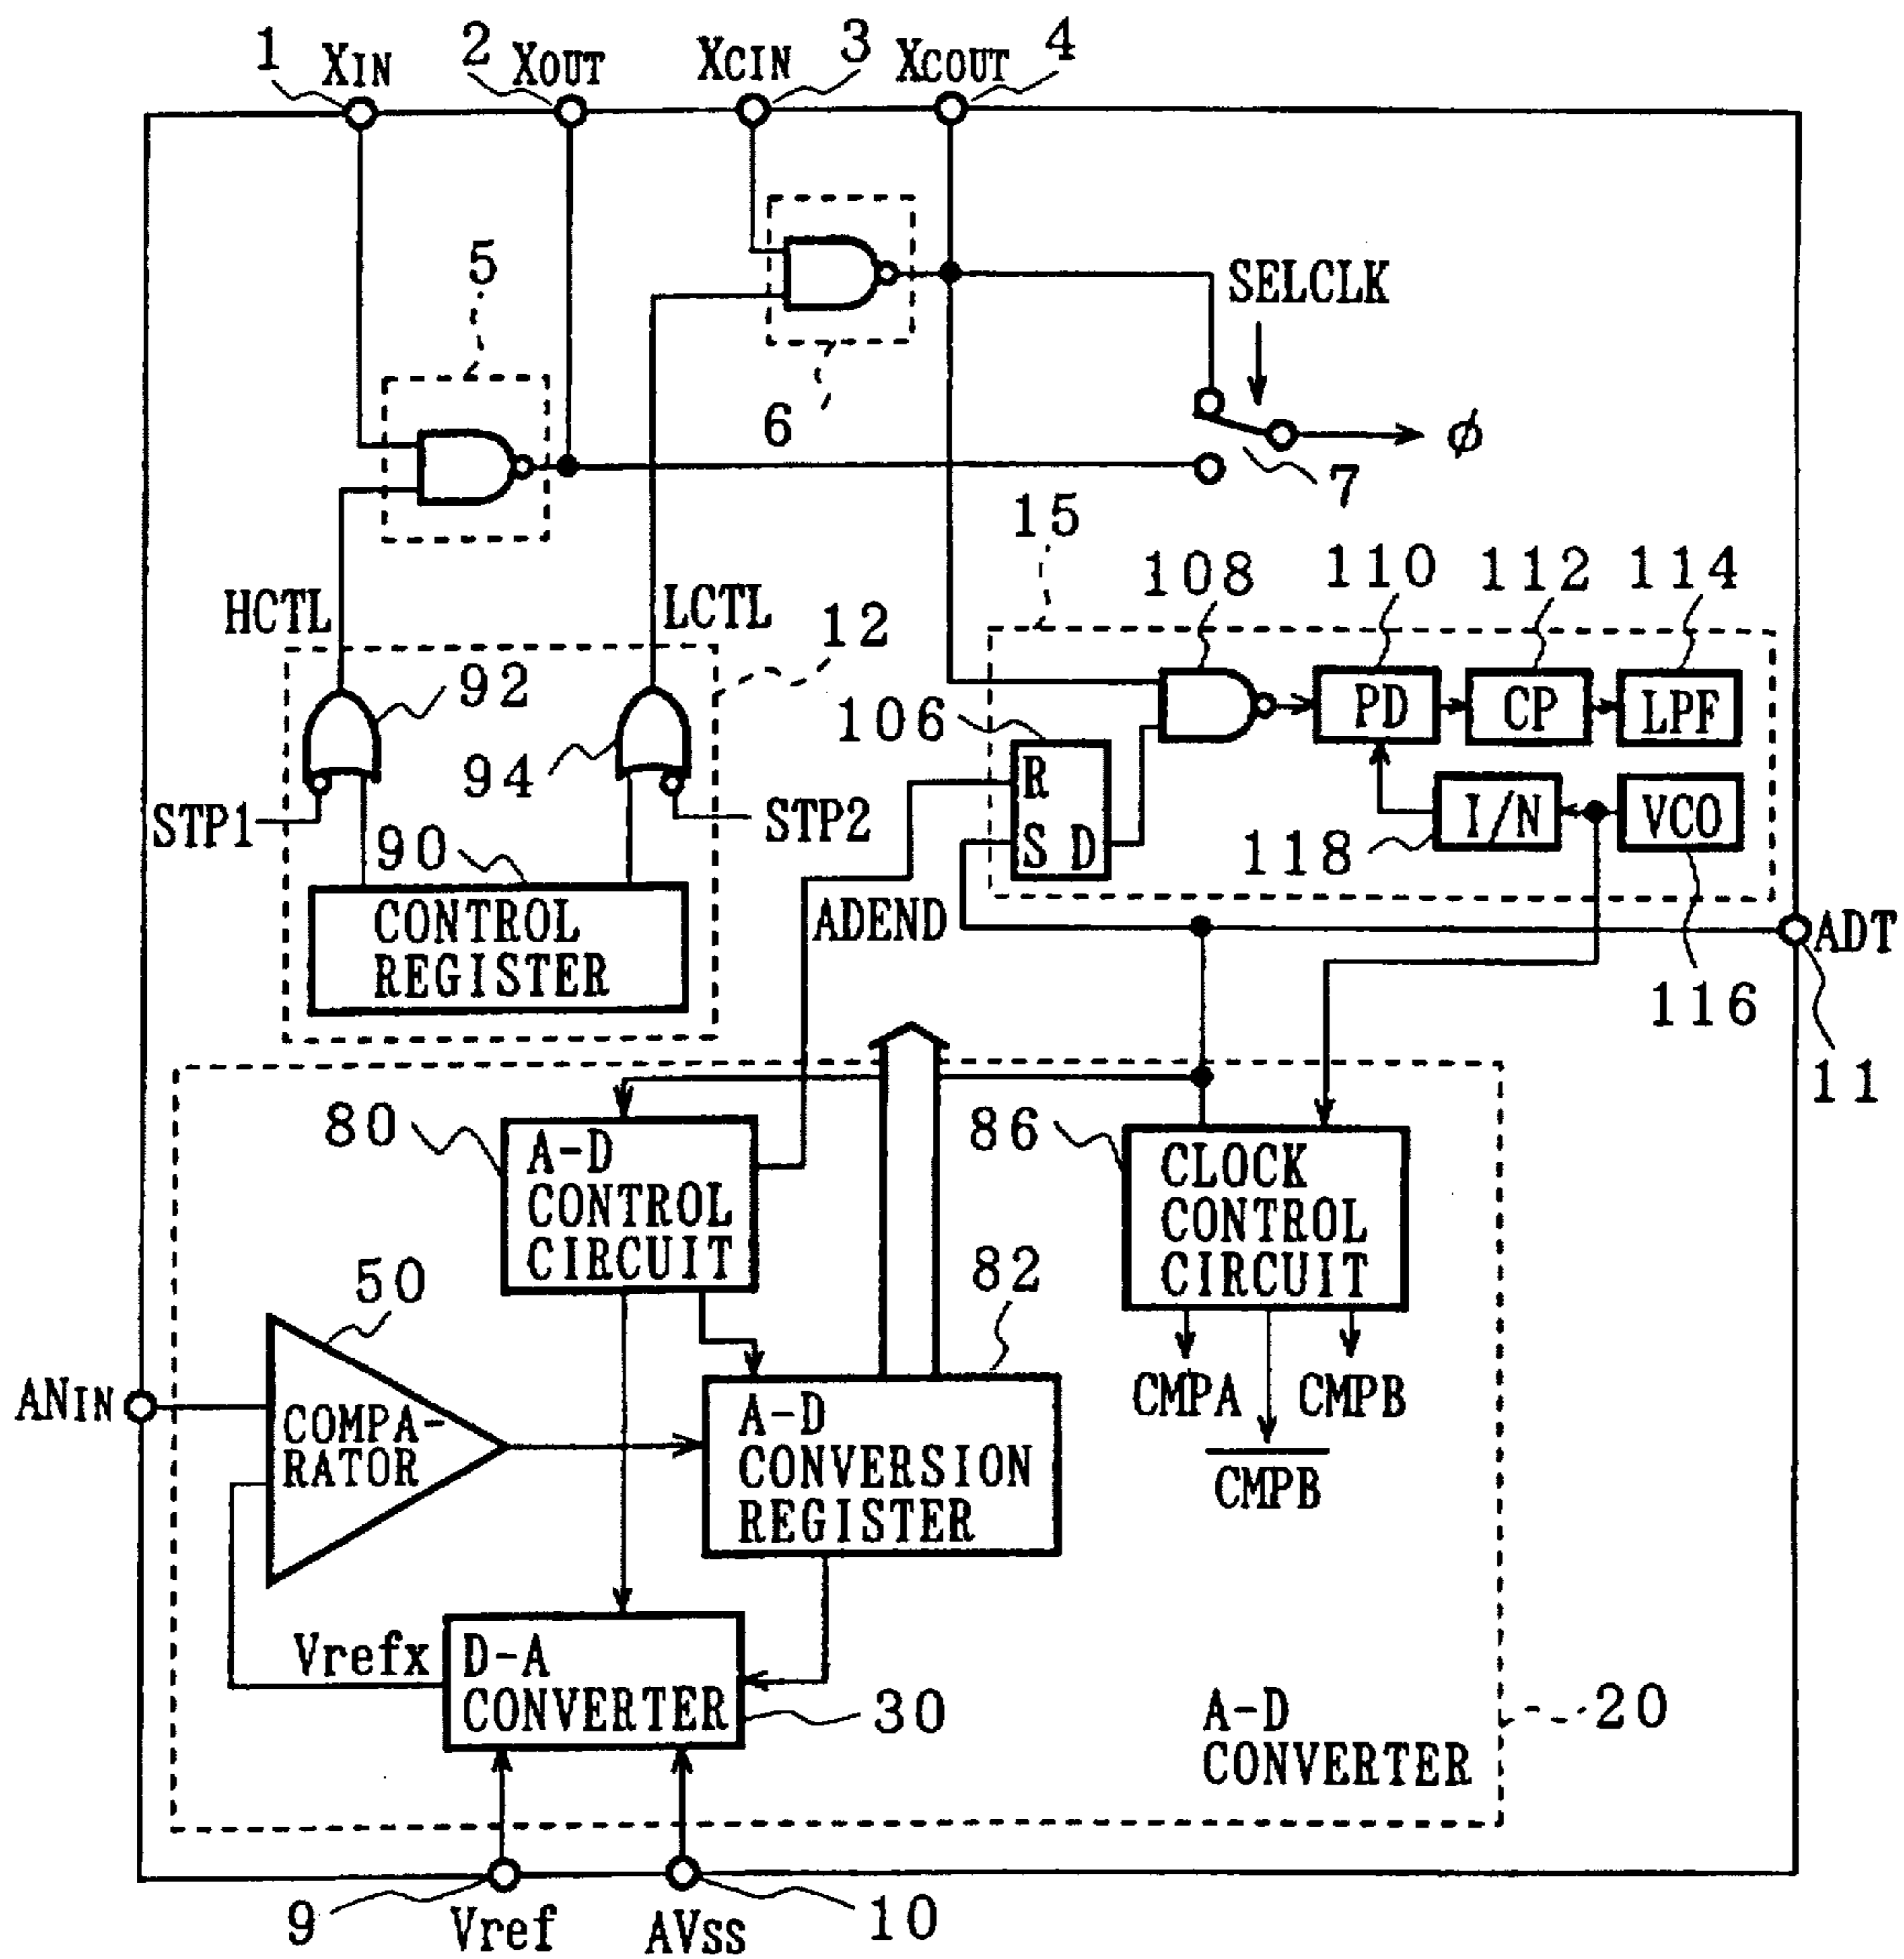 1 XIN 2 XOUT XCIN 3 XCOUT 4
5
6
SELCLK
φ
7
15
108 110 112 114
HCTL
LCTL
12
92
94
106
PD CP LPF
R
S D
I/N VCO
118
STP1
STP2
90
CONTROL
REGISTER
ADEND
ADT
116
11
80
A-D
CONTROL
CIRCUIT
86
CLOCK
CONTROL
CIRCUIT
50
82
CMPA CMPB
CMPB
ANIN
COMPA-
RATOR
A-D
CONVERSION
REGISTER
Vrefx
D-A
CONVERTER
30
A-D
CONVERTER
20
9 Vref AVSS 10